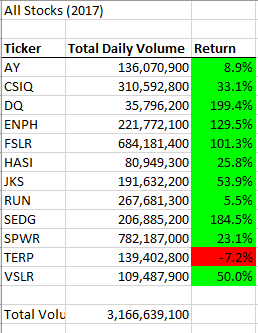 All Stocks (2017)
Ticker Total Daily Volume Return
AY 136,070,900 8.9%
CSIQ 310,592,800 33.1%
DQ 35,796,200 199.4%
ENPH 221,772,100 129.5%
FSLR 684,181,400 101.3%
HASI 80,949,300 25.8%
JKS 191,632,200 53.9%
RUN 267,681,300 5.5%
SEDG 206,885,200 184.5%
SPWR 782,187,000 23.1%
TERP 139,402,800 -7.2%
VSLR 109,487,900 50.0%
Total Volu 3,166,639,100